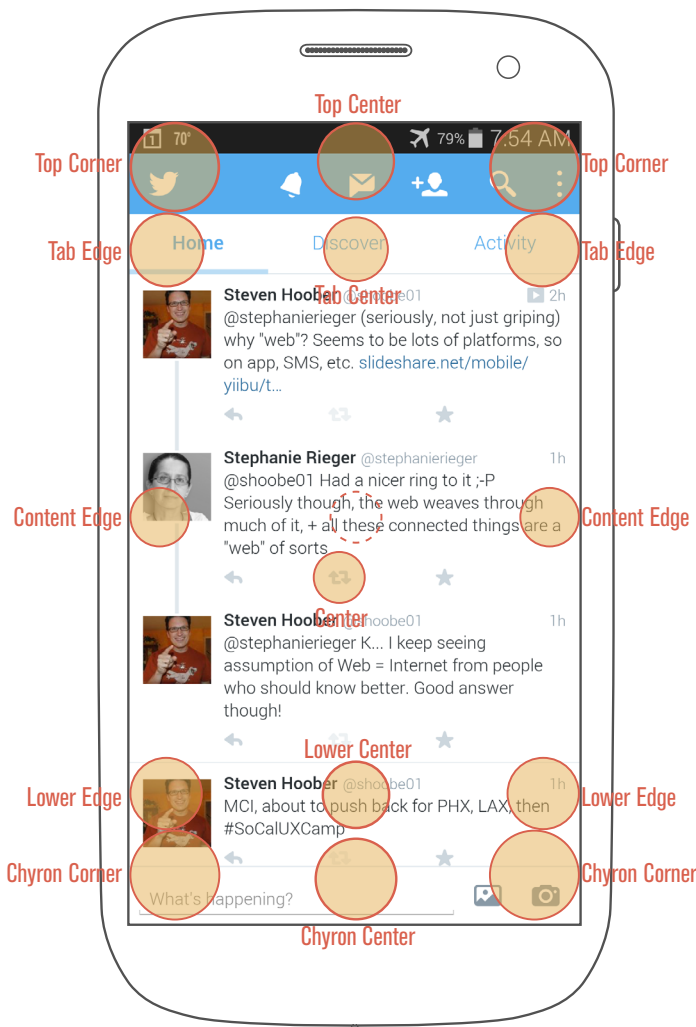 Top Center
1 70° 79% 7:54 AM
Top Corner
Top Corner
Tab Edge
Home Discover Activity
Tab Edge
Tab Center
Steven Hoober @shoobe01 2h
@stephanierieger (seriously, not just griping)
why "web"? Seems to be lots of platforms, so
on app, SMS, etc. slideshare.net/mobile/
yiibu/t...
Stephanie Rieger @stephanierieger 1h
@shoobe01 Had a nicer ring to it ;-P
Seriously though, the web weaves through
much of it, + all these connected things are a
"web" of sorts
Content Edge
Content Edge
Center
Steven Hoober @shoobe01 1h
@stephanierieger K... I keep seeing
assumption of Web = Internet from people
who should know better. Good answer
though!
Lower Center
Steven Hoober @shoobe01 1h
MCI, about to push back for PHX, LAX, then
#SoCalUXCamp
Lower Edge
Lower Edge
Chyron Corner
Chyron Corner
What's happening?
Chyron Center